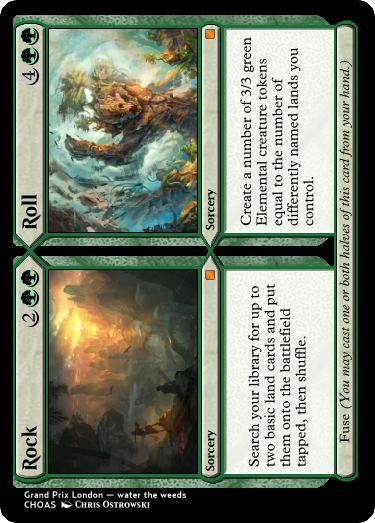 Rock
2
Sorcery
Search your library for up to
two basic land cards and put
them onto the battlefield
tapped, then shuffle.
Roll
4
Sorcery
Create a number of 3/3 green
Elemental creature tokens
equal to the number of
differently named lands you
control.
Fuse (You may cast one or both halves of this card from your hand.)
Grand Prix London — water the weeds
CHOAS Chris Ostrowski